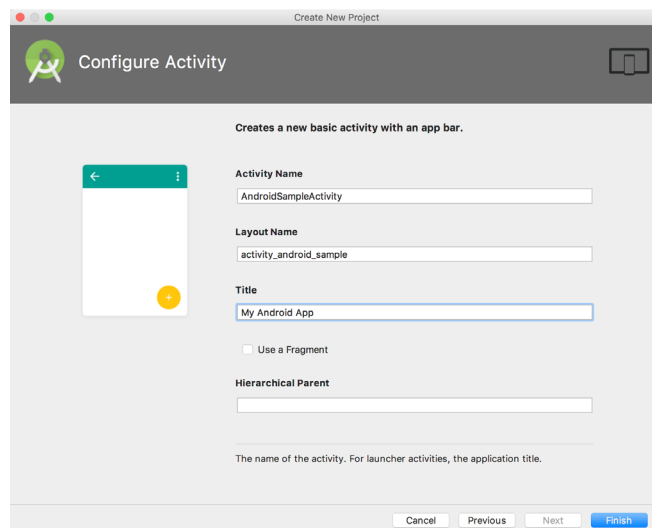 Create New Project
Configure Activity
Creates a new basic activity with an app bar.
Activity Name
AndroidSampleActivity
Layout Name
activity_android_sample
Title
My Android App
Use a Fragment
Hierarchical Parent
The name of the activity. For launcher activities, the application title.
Cancel Previous Next Finish